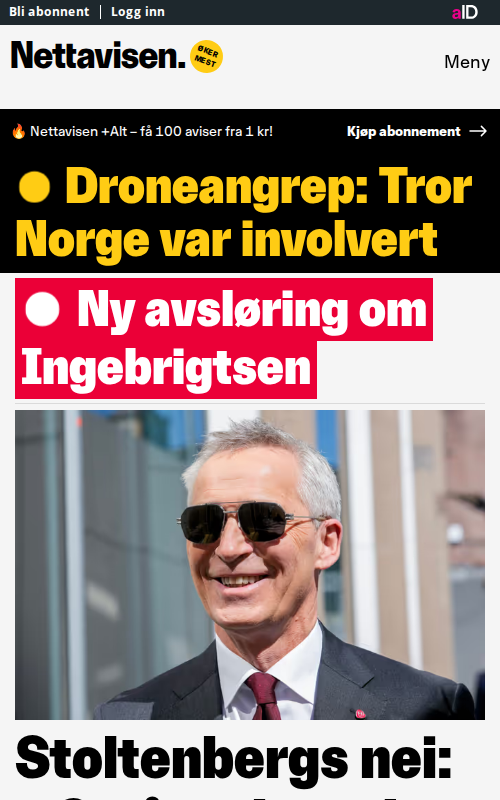 Bli abonnent | Logg inn
aID
Nettavisen.
ØKER
MEST
Meny
🔥 Nettavisen +Alt – få 100 aviser fra 1 kr!
Kjøp abonnement →
Droneangrep: Tror
Norge var involvert
Ny avsløring om
Ingebrigtsen
Stoltenbergs nei: